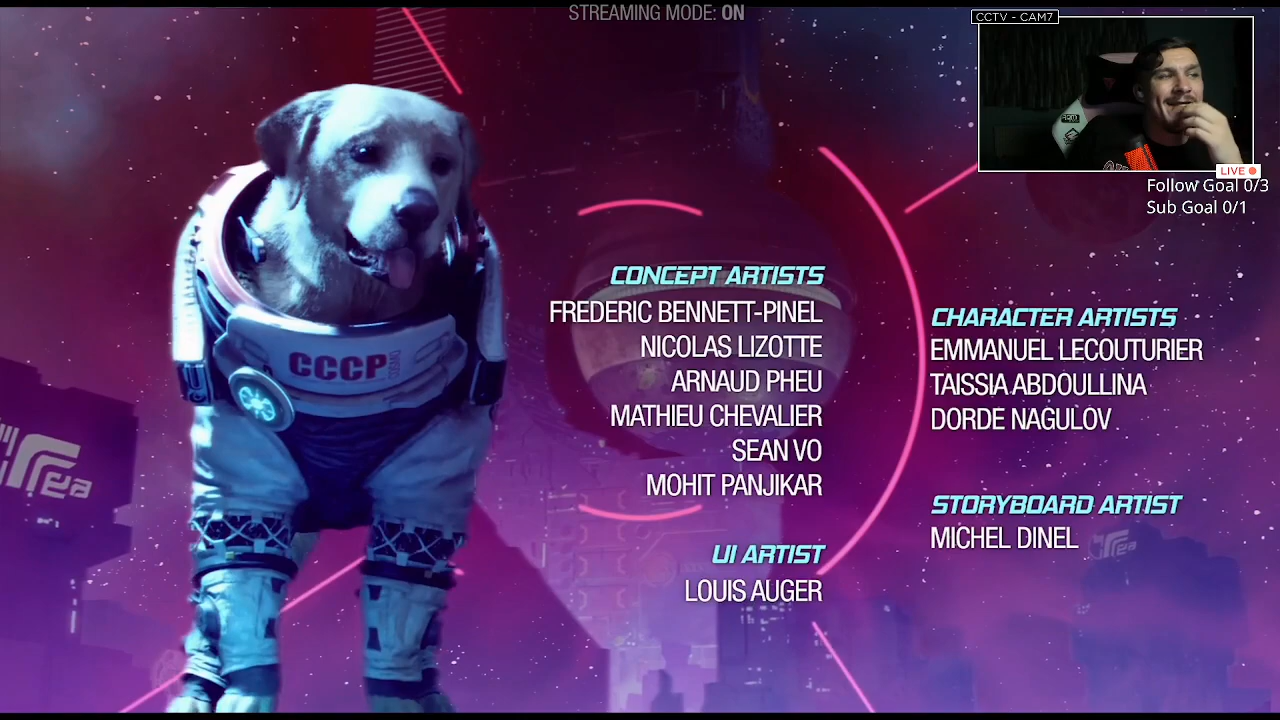 STREAMING MODE: ON
CCTV - CAM7
LIVE
Follow Goal 0/3
Sub Goal 0/1
CCCP
CONCEPT ARTISTS
FREDERIC BENNETT-PINEL
NICOLAS LIZOTTE
ARNAUD PHEU
MATHIEU CHEVALIER
SEAN VO
MOHIT PANJIKAR
UI ARTIST
LOUIS AUGER
CHARACTER ARTISTS
EMMANUEL LECOUTURIER
TAISSIA ABDOULLINA
DORDE NAGULOV
STORYBOARD ARTIST
MICHEL DINEL